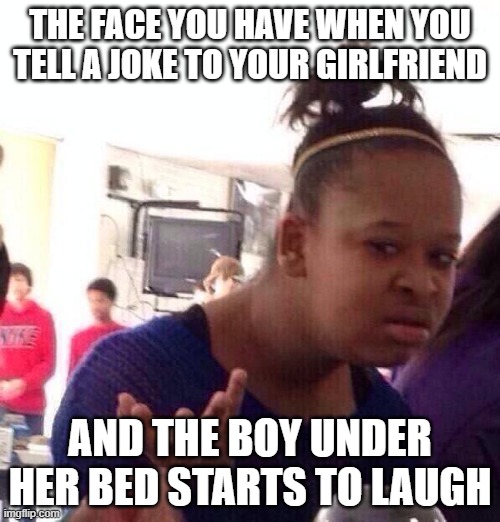 THE FACE YOU HAVE WHEN YOU
TELL A JOKE TO YOUR GIRLFRIEND
AND THE BOY UNDER
HER BED STARTS TO LAUGH
imgflip.com